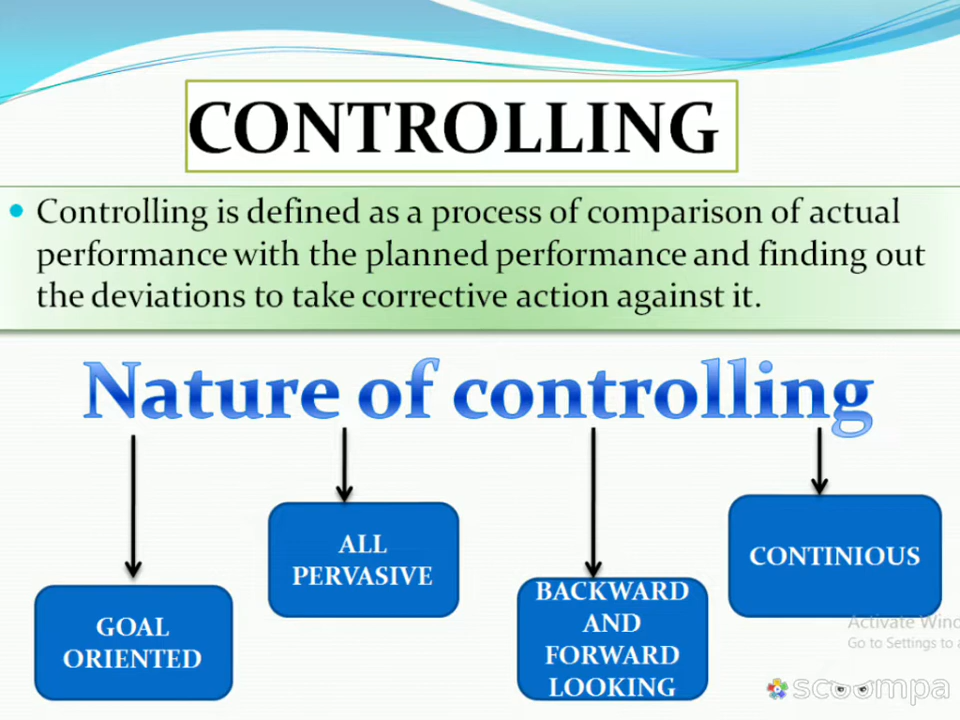 CONTROLLING
• Controlling is defined as a process of comparison of actual
performance with the planned performance and finding out
the deviations to take corrective action against it.
Nature of controlling
ALL
PERVASIVE
CONTINIOUS
GOAL
ORIENTED
BACKWARD
AND
FORWARD
LOOKING
Activate Wind
Go to Settings to a
scoompa